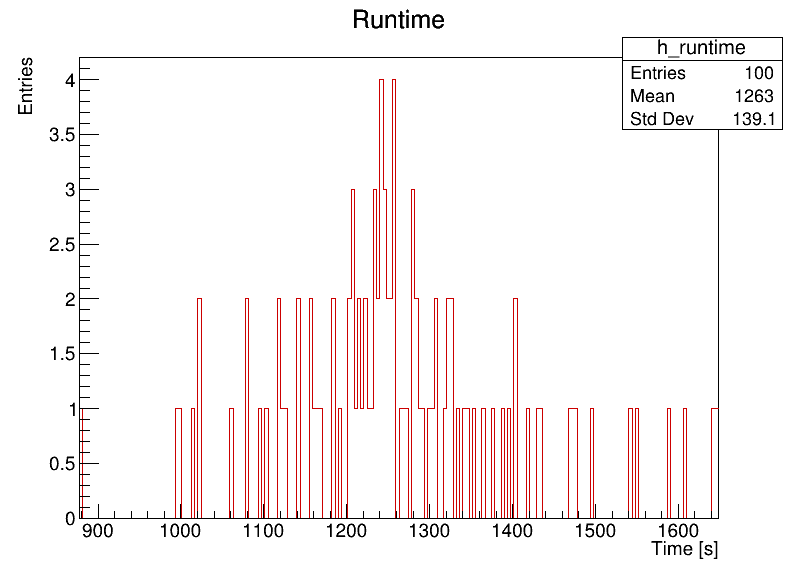 Runtime
h_runtime
Entries 100
Mean 1263
Std Dev 139.1
Entries
4
3.5
3
2.5
2
1.5
1
0.5
0
900 1000 1100 1200 1300 1400 1500 1600
Time [s]